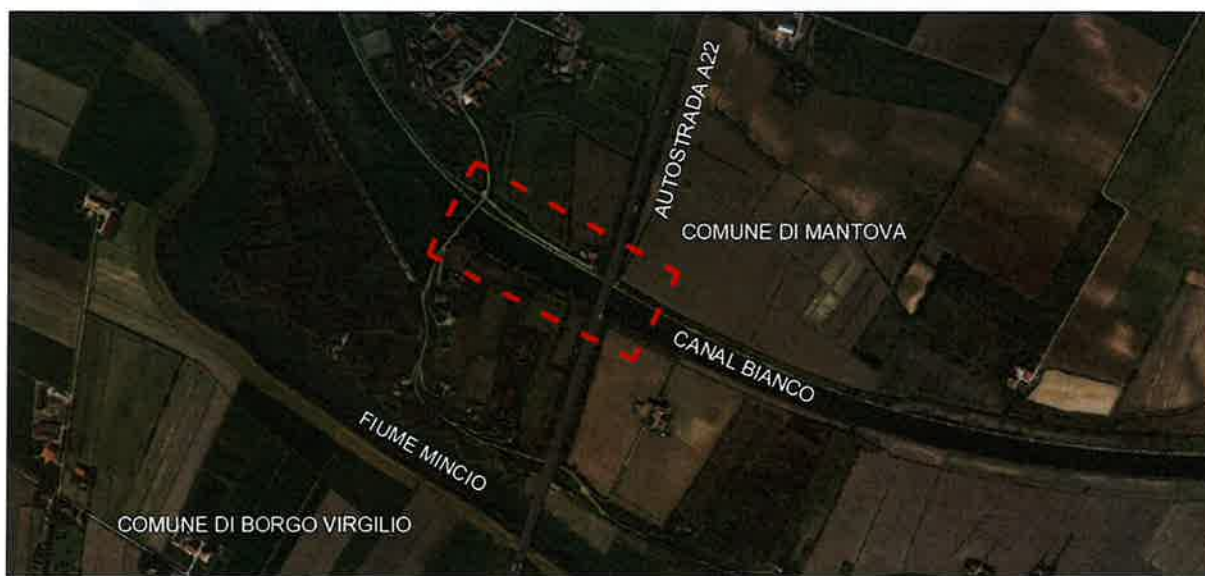 AUTOSTRADA A22
COMUNE DI MANTOVA
CANAL BIANCO
FIUME MINCIO
COMUNE DI BORGO VIRGILIO